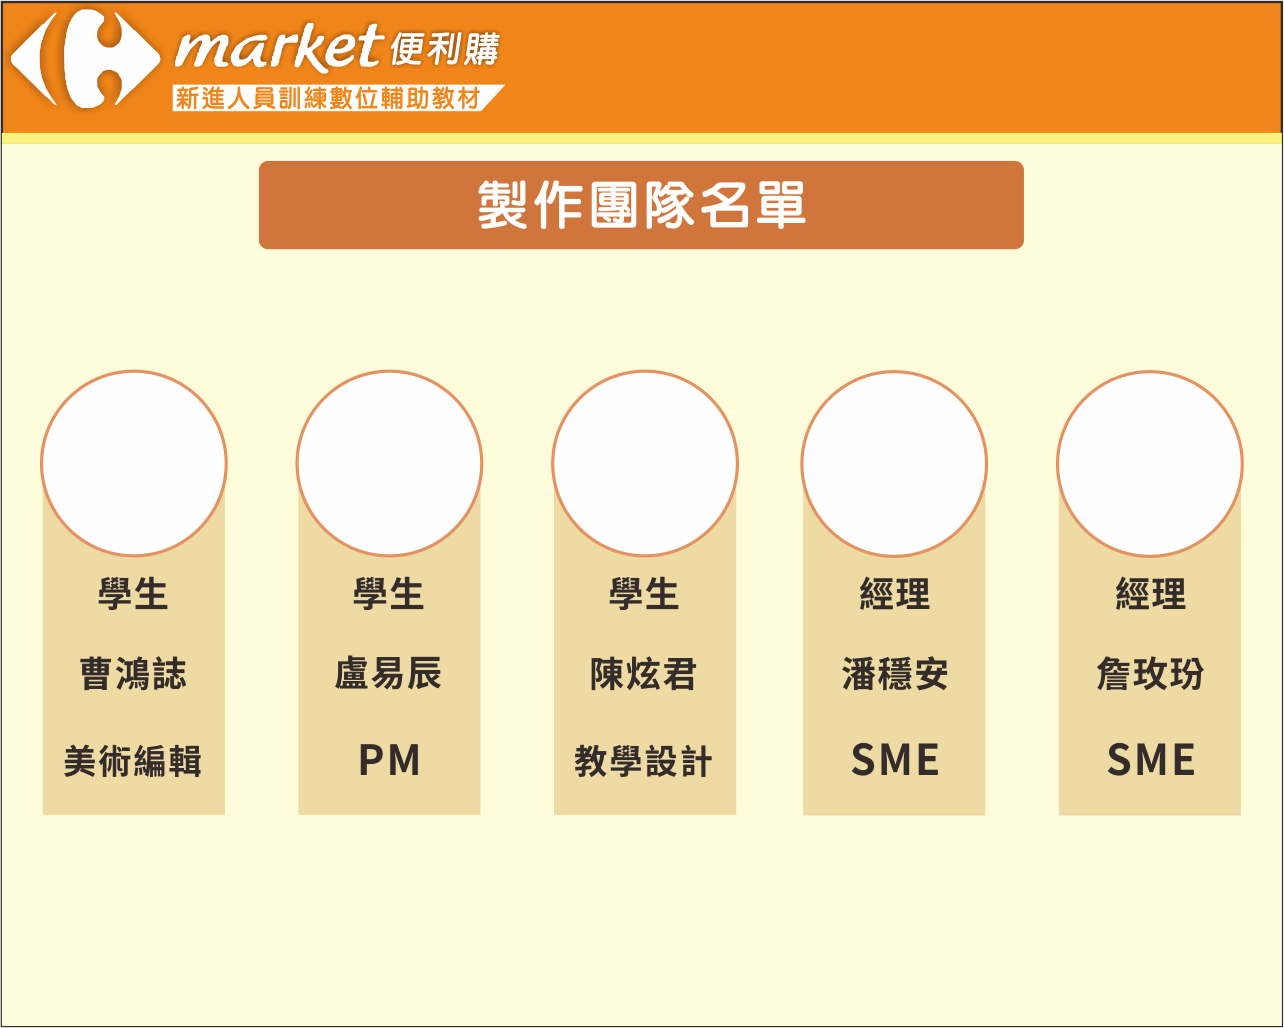 market 便利購
新進人員訓練數位輔助教材
製作團隊名單
學生
曹鴻誌
美術編輯
學生
盧易辰
PM
學生
陳炫君
教學設計
經理
潘穩安
SME
經理
詹玫玢
SME